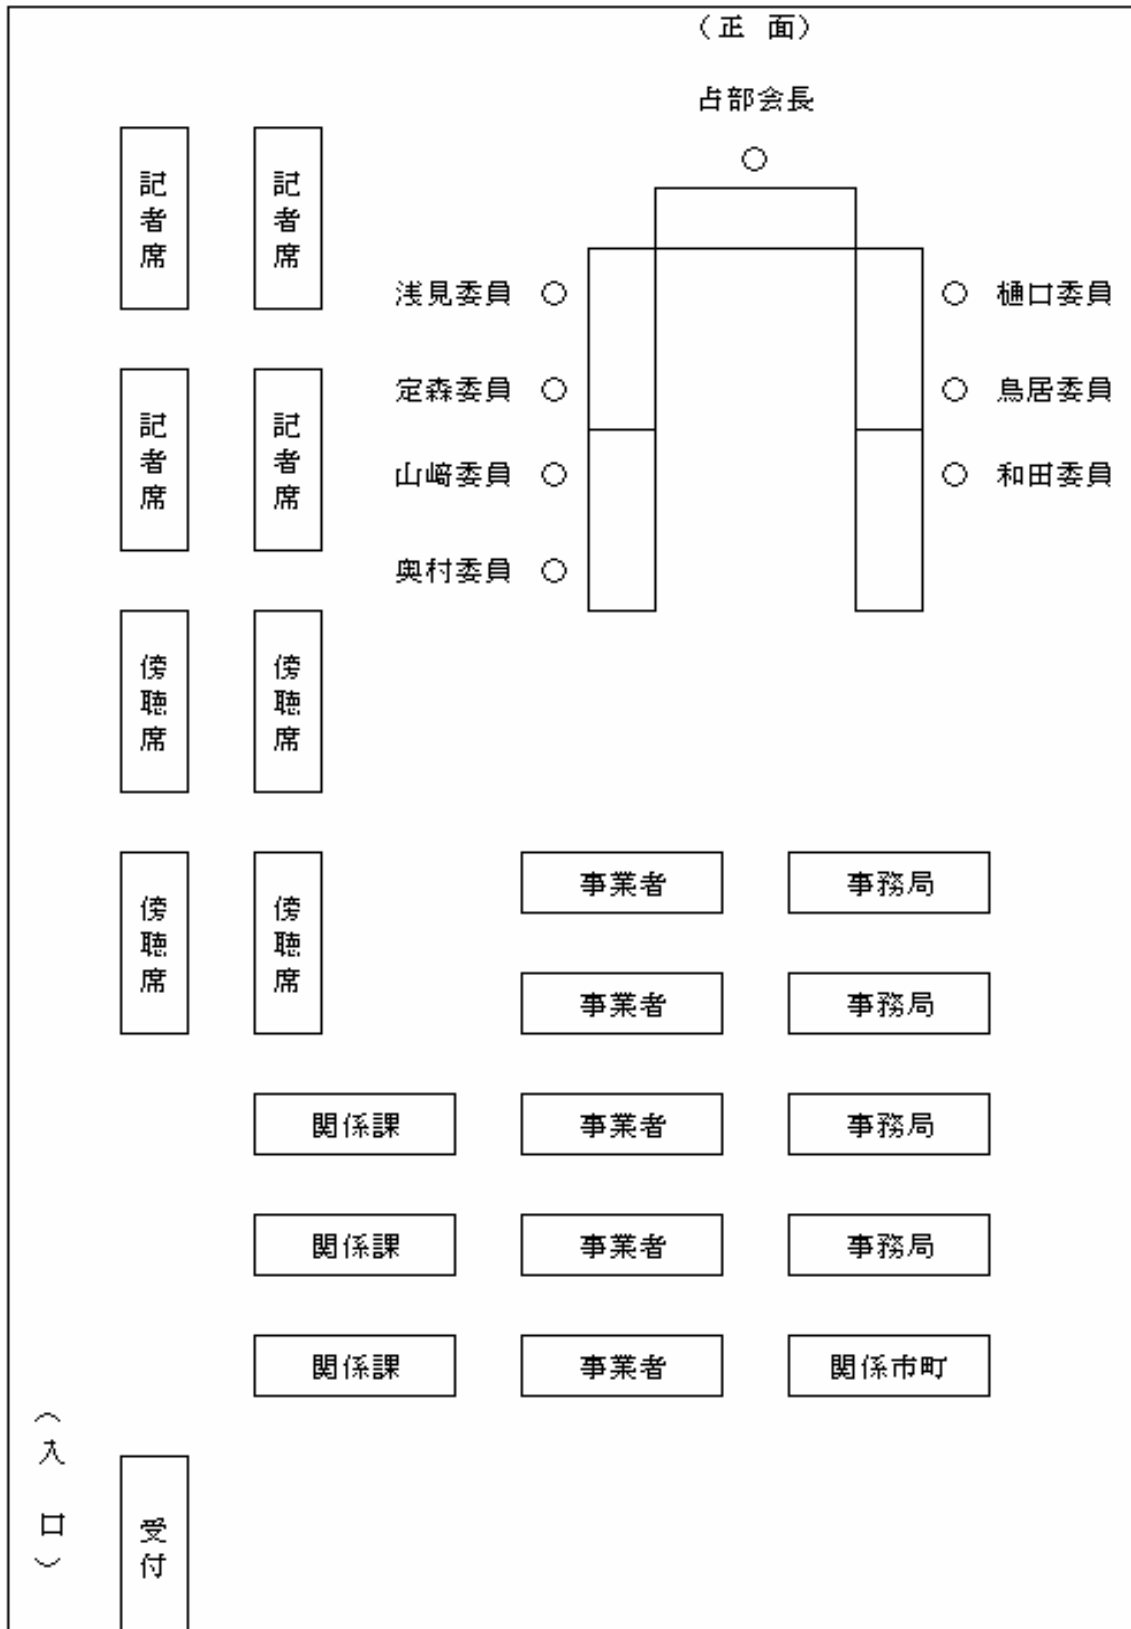 （正　面）
占部会長
記者席
記者席
浅見委員 ○
○ 樋口委員
定森委員 ○
○ 鳥居委員
記者席
記者席
山﨑委員 ○
○ 和田委員
奥村委員 ○
傍聴席
傍聴席
傍聴席
傍聴席
事業者
事務局
事業者
事務局
関係課
事業者
事務局
関係課
事業者
事務局
関係課
事業者
関係市町
（入　口）
受付